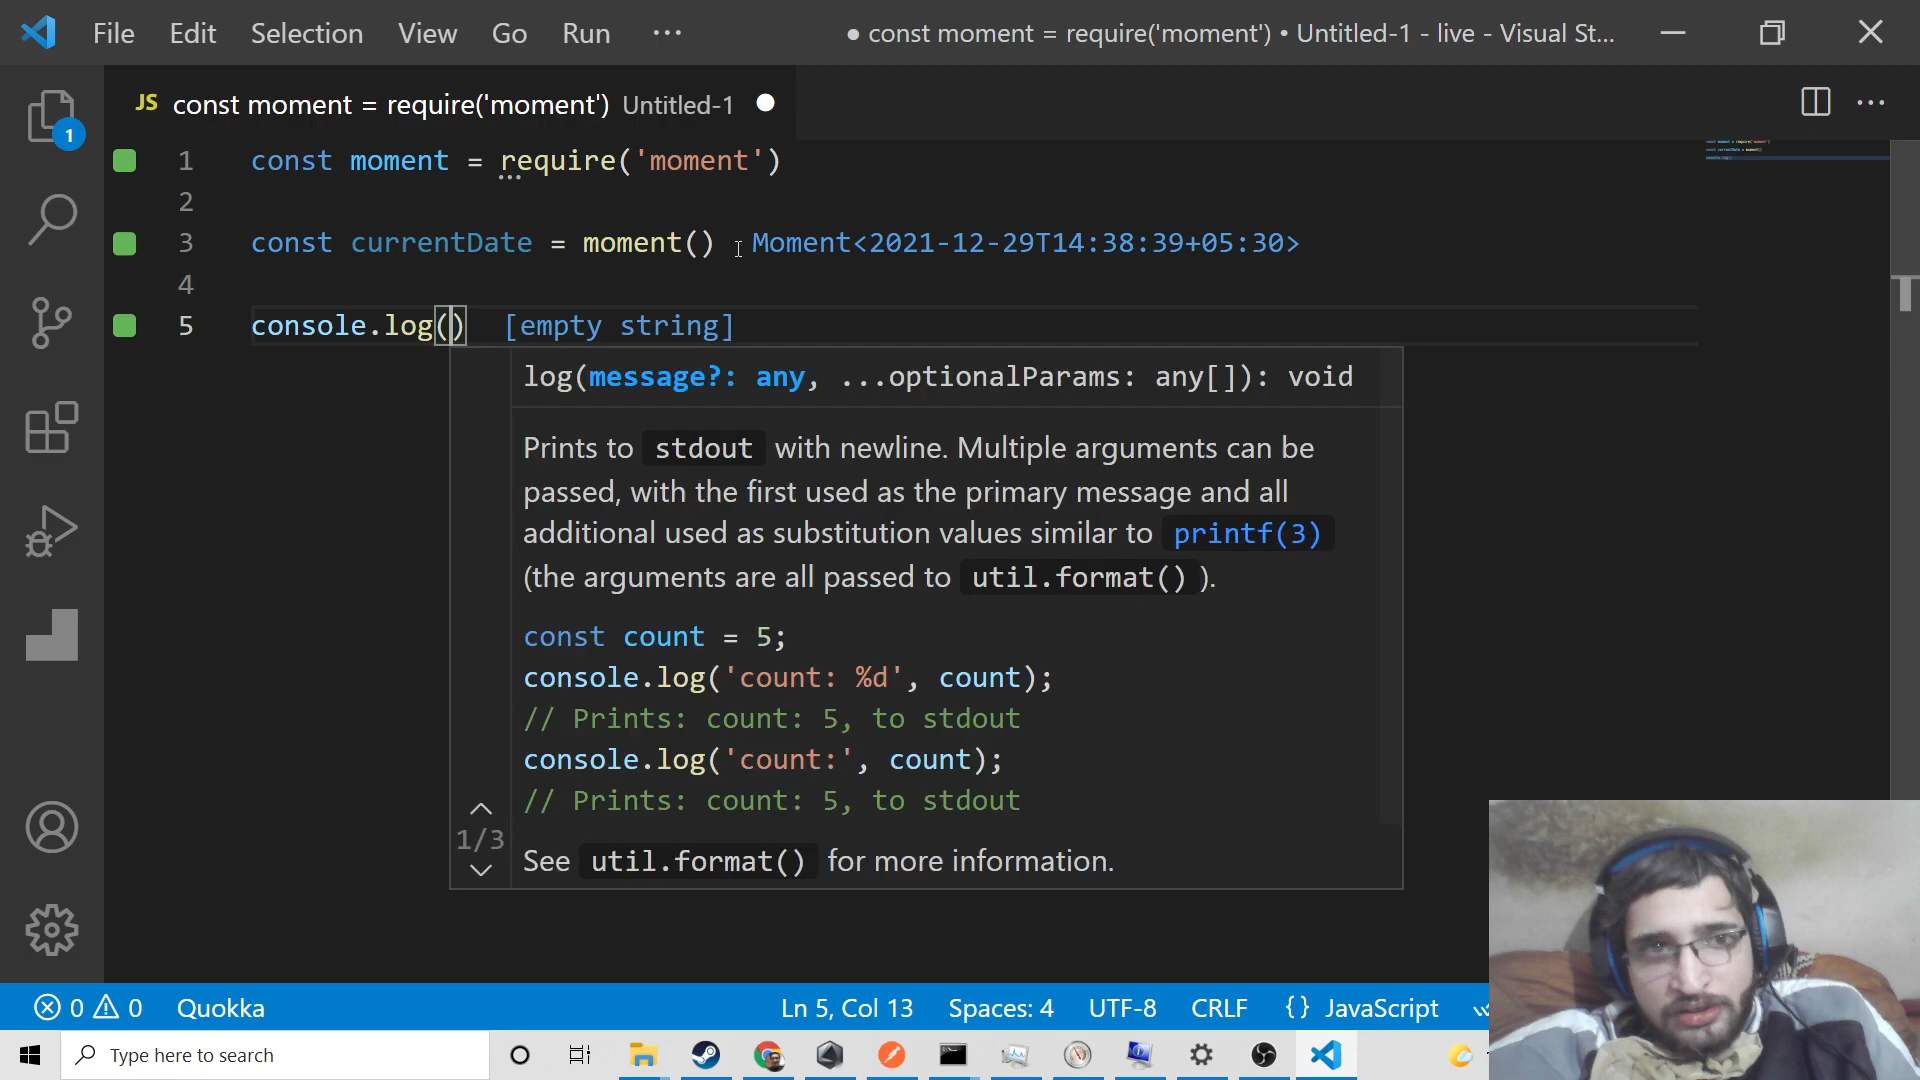 File Edit Selection View Go Run ··· ● const moment = require('moment') • Untitled-1 - live - Visual St...
JS const moment = require('moment') Untitled-1 ●
1
1 const moment = require('moment')
2
3 const currentDate = moment() Moment<2021-12-29T14:38:39+05:30>
4
5 console.log() [empty string]
log(message?: any, ...optionalParams: any[]): void
Prints to stdout with newline. Multiple arguments can be
passed, with the first used as the primary message and all
additional used as substitution values similar to printf(3)
(the arguments are all passed to util.format()).
const count = 5;
console.log('count: %d', count);
// Prints: count: 5, to stdout
console.log('count:', count);
// Prints: count: 5, to stdout
1/3
See util.format() for more information.
0 0 Quokka Ln 5, Col 13 Spaces: 4 UTF-8 CRLF {} JavaScript
Type here to search